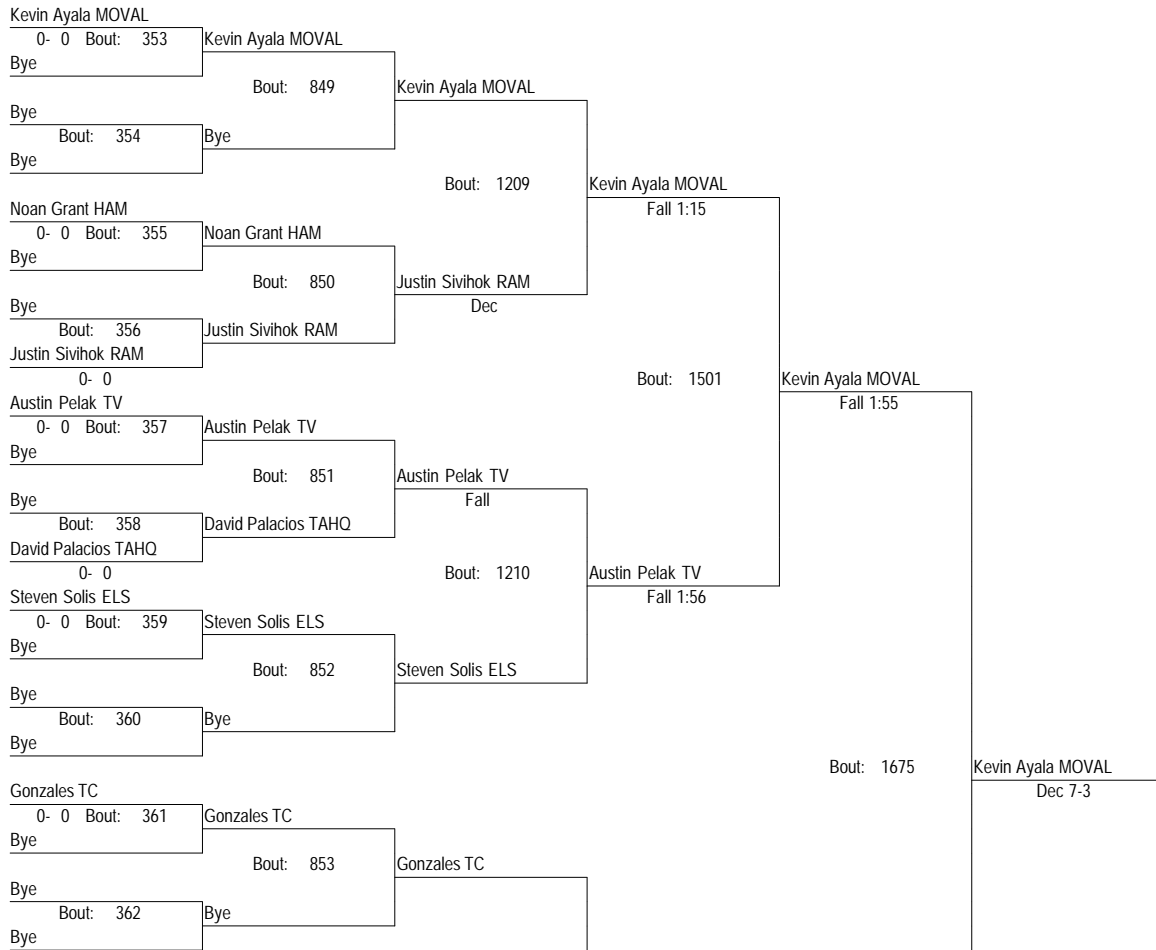 Kevin Ayala MOVAL
0- 0 Bout: 353 Kevin Ayala MOVAL
Bye
Bout: 849 Kevin Ayala MOVAL
Bye
Bout: 354 Bye
Bye
Bout: 1209 Kevin Ayala MOVAL
Fall 1:15
Noan Grant HAM
0- 0 Bout: 355 Noan Grant HAM
Bye
Bout: 850 Justin Sivihok RAM
Dec
Bye
Bout: 356 Justin Sivihok RAM
Justin Sivihok RAM
0- 0
Bout: 1501 Kevin Ayala MOVAL
Fall 1:55
Austin Pelak TV
0- 0 Bout: 357 Austin Pelak TV
Bye
Bout: 851 Austin Pelak TV
Fall
Bye
Bout: 358 David Palacios TAHQ
David Palacios TAHQ
0- 0
Bout: 1210 Austin Pelak TV
Fall 1:56
Steven Solis ELS
0- 0 Bout: 359 Steven Solis ELS
Bye
Bout: 852 Steven Solis ELS
Bye
Bout: 360 Bye
Bye
Bout: 1675 Kevin Ayala MOVAL
Dec 7-3
Gonzales TC
0- 0 Bout: 361 Gonzales TC
Bye
Bout: 853 Gonzales TC
Bye
Bout: 362 Bye
Bye